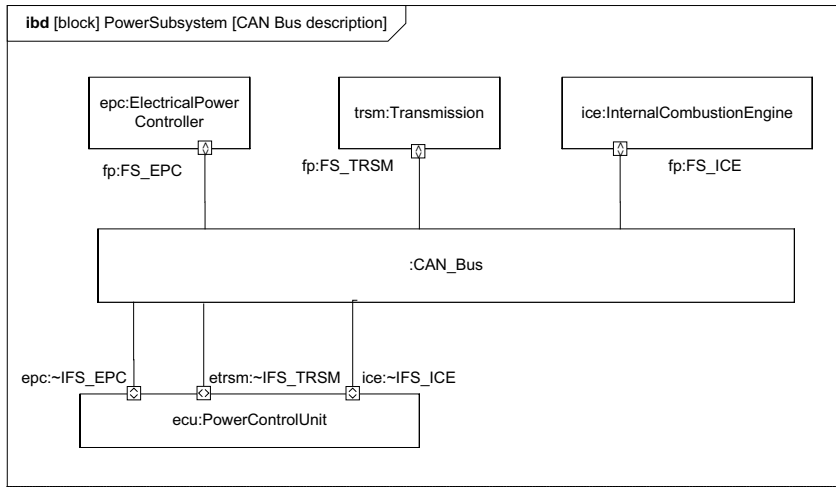 ibd [block] PowerSubsystem [CAN Bus description]
epc:ElectricalPower
Controller
trsm:Transmission
ice:InternalCombustionEngine
fp:FS_EPC
fp:FS_TRSM
fp:FS_ICE
:CAN_Bus
epc:~IFS_EPC
etrsm:~IFS_TRSM
ice:~IFS_ICE
ecu:PowerControlUnit